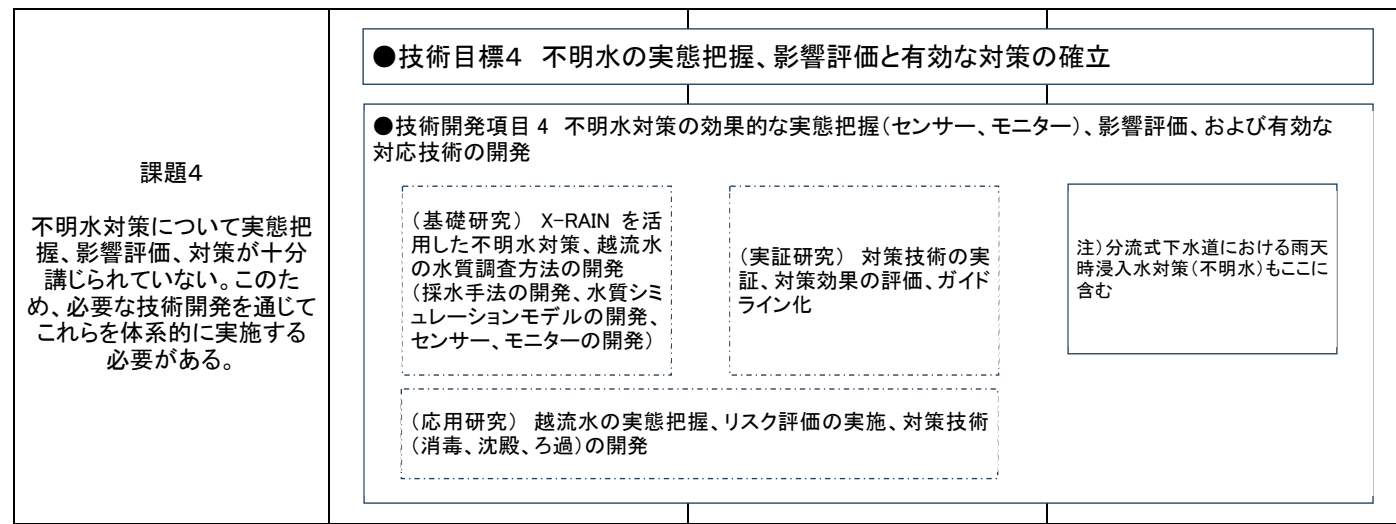 課題4
不明水対策について実態把
握、影響評価、対策が十分
講じられていない。このた
め、必要な技術開発を通じて
これらを体系的に実施する
必要がある。
●技術目標4 不明水の実態把握、影響評価と有効な対策の確立
●技術開発項目 4 不明水対策の効果的な実態把握(センサー、モニター)、影響評価、および有効な
対応技術の開発
(基礎研究) X-RAIN を活
用した不明水対策、越流水
の水質調査方法の開発
(採水手法の開発、水質シミ
ュレーションモデルの開発、
センサー、モニターの開発)
(実証研究) 対策技術の実
証、対策効果の評価、ガイド
ライン化
注)分流式下水道における雨天
時浸入水対策(不明水)もここに
含む
(応用研究) 越流水の実態把握、リスク評価の実施、対策技術
(消毒、沈殿、ろ過)の開発